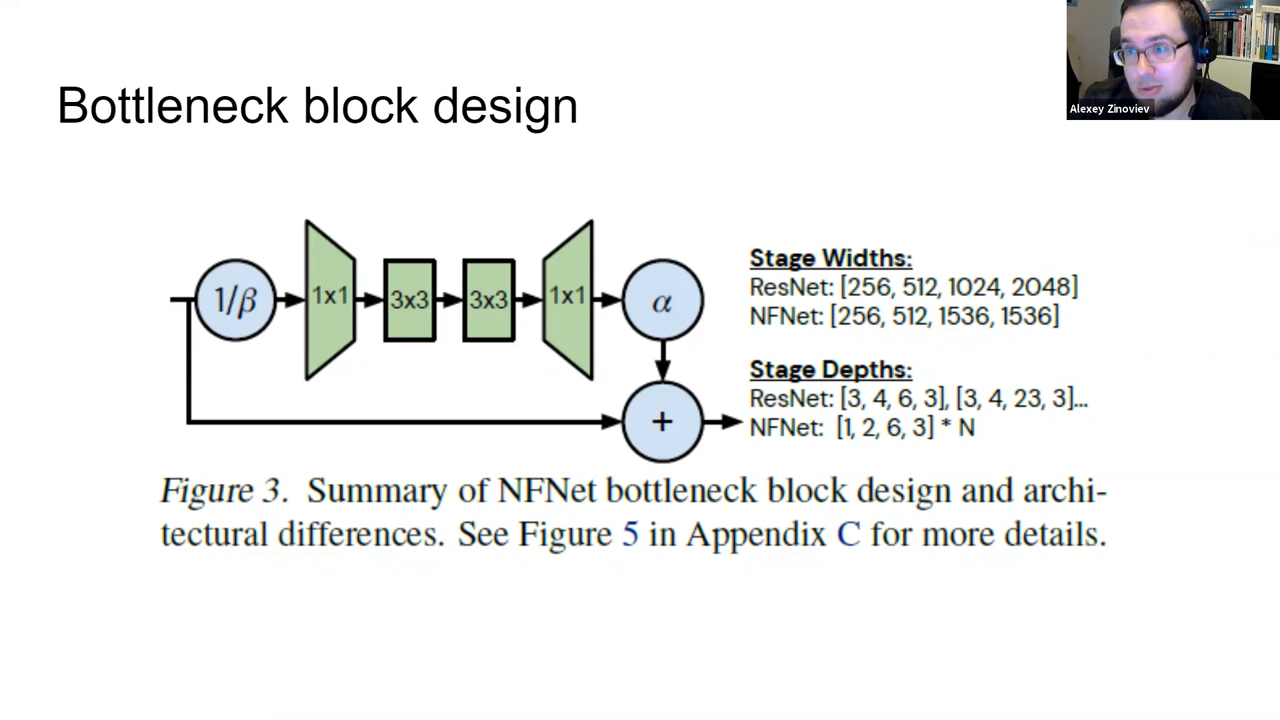 Bottleneck block design
Alexey Zinoviev
1/β
1x1
3x3
3x3
1x1
α
+
Stage Widths:
ResNet: [256, 512, 1024, 2048]
NFNet: [256, 512, 1536, 1536]
Stage Depths:
ResNet: [3, 4, 6, 3], [3, 4, 23, 3]...
NFNet: [1, 2, 6, 3] * N
Figure 3. Summary of NFNet bottleneck block design and archi-
tectural differences. See Figure 5 in Appendix C for more details.